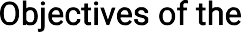 Objectives of the